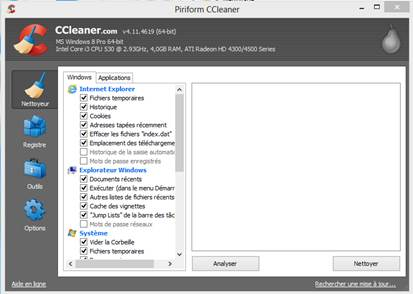 Piriform CCleaner
CCleaner.com v4.11.4619 (64-bit)
MS Windows 8 Pro 64-bit
Intel Core i3 CPU 530 @ 2.93GHz, 4,0GB RAM, ATI Radeon HD 4300/4500 Series
Nettoyeur
Registre
Outils
Options
Windows
Applications
Internet Explorer
Fichiers temporaires
Historique
Cookies
Adresses tapées récemment
Effacer les fichiers "index.dat"
Emplacement des téléchargeme
Historique de la saisie automati
Mots de passe enregistrés
Explorateur Windows
Documents récents
Exécuter (dans le menu Démarr
Autres listes de fichiers récents
Cache des vignettes
"Jump Lists" de la barre des tâc
Mots de passe réseaux
Système
Vider la Corbeille
Fichiers temporaires
Analyser
Nettoyer
Aide en ligne
Rechercher une mise à jour...